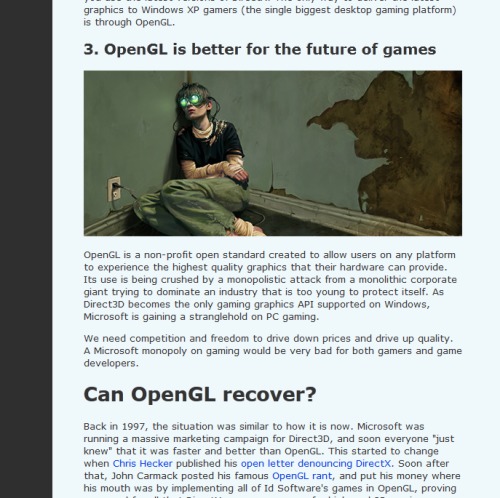 graphics to Windows XP gamers (the single biggest desktop gaming platform)
is through OpenGL.
3. OpenGL is better for the future of games
OpenGL is a non-profit open standard created to allow users on any platform
to experience the highest quality graphics that their hardware can provide.
Its use is being crushed by a monopolistic attack from a monolithic corporate
giant trying to dominate an industry that is too young to protect itself. As
Direct3D becomes the only gaming graphics API supported on Windows,
Microsoft is gaining a stranglehold on PC gaming.
We need competition and freedom to drive down prices and drive up quality.
A Microsoft monopoly on gaming would be very bad for both gamers and game
developers.
Can OpenGL recover?
Back in 1997, the situation was similar to how it is now. Microsoft was
running a massive marketing campaign for Direct3D, and soon everyone "just
knew" that it was faster and better than OpenGL. This started to change
when Chris Hecker published his open letter denouncing DirectX. Soon after
that, John Carmack posted his famous OpenGL rant, and put his money where
his mouth was by implementing all of Id Software's games in OpenGL, proving